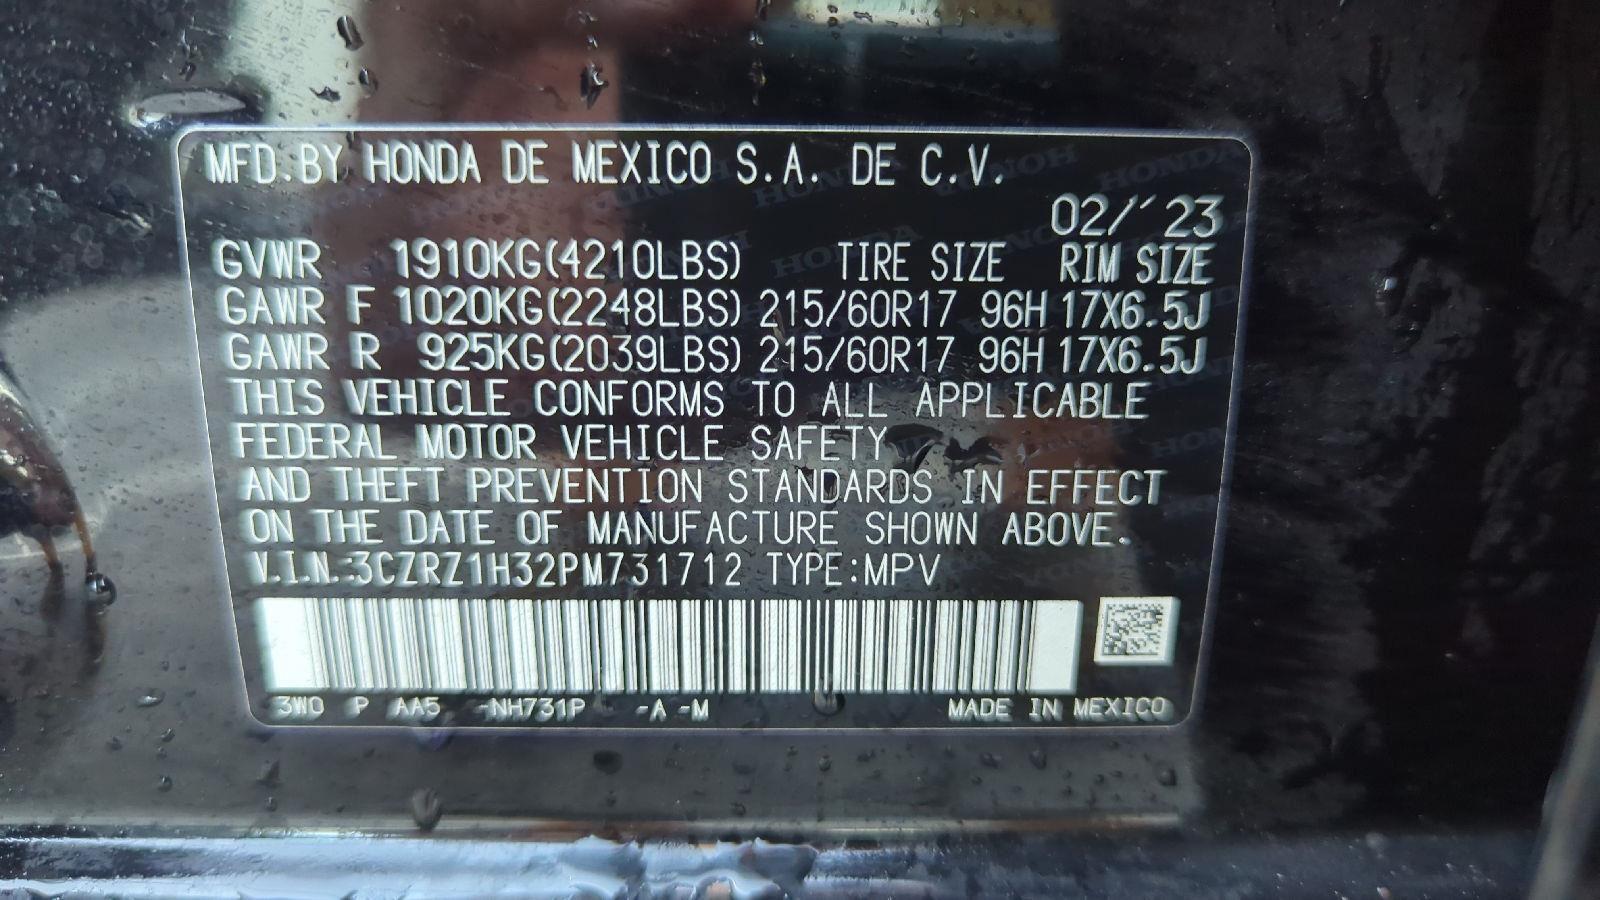 MFD.BY HONDA DE MEXICO S.A. DE C.V.
02/´23
GVWR 1910KG(4210LBS) TIRE SIZE RIM SIZE
GAWR F 1020KG(2248LBS) 215/60R17 96H 17X6.5J
GAWR R 925KG(2039LBS) 215/60R17 96H 17X6.5J
THIS VEHICLE CONFORMS TO ALL APPLICABLE
FEDERAL MOTOR VEHICLE SAFETY
AND THEFT PREVENTION STANDARDS IN EFFECT
ON THE DATE OF MANUFACTURE SHOWN ABOVE.
V.I.N.:3CZRZ1H32PM731712 TYPE:MPV
3W0 P AA5 -NH731P -A -M MADE IN MEXICO